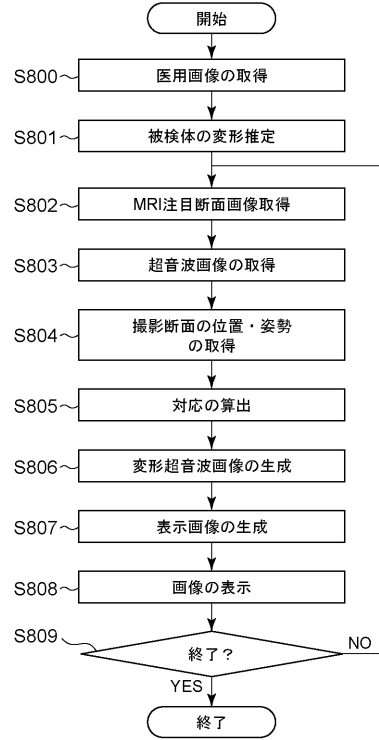 開始
S800
医用画像の取得
S801
被検体の変形推定
S802
MRI注目断面画像取得
S803
超音波画像の取得
S804
撮影断面の位置・姿勢
の取得
S805
対応の算出
S806
変形超音波画像の生成
S807
表示画像の生成
S808
画像の表示
S809
終了？
NO
YES
終了